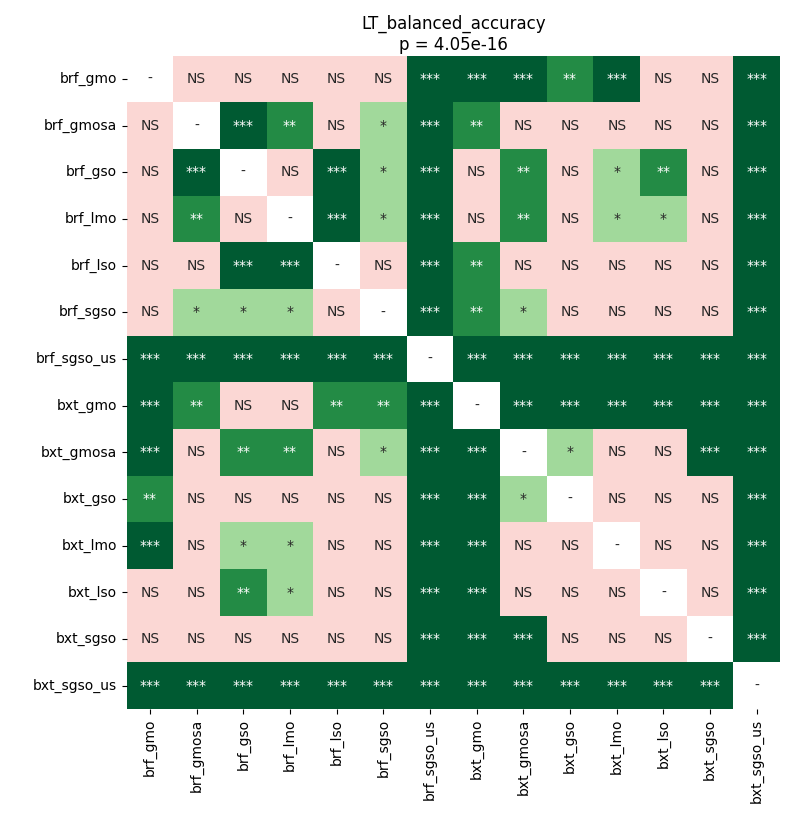 LT_balanced_accuracy
p = 4.05e-16
brf_gmo - NS NS NS NS NS *** *** *** ** *** NS NS ***
brf_gmosa NS - *** ** NS * *** ** NS NS NS NS NS ***
brf_gso NS *** - NS *** * *** NS ** NS * ** NS ***
brf_lmo NS ** NS - *** * *** NS ** NS * * NS ***
brf_lso NS NS *** *** - NS *** ** NS NS NS NS NS ***
brf_sgso NS * * * NS - *** ** * NS NS NS NS ***
brf_sgso_us *** *** *** *** *** *** - *** *** *** *** *** *** ***
bxt_gmo *** ** NS NS ** ** *** - *** *** *** *** *** ***
bxt_gmosa *** NS ** ** NS * *** *** - * NS NS *** ***
bxt_gso ** NS NS NS NS NS *** *** * - NS NS NS ***
bxt_lmo *** NS * * NS NS *** *** NS NS - NS NS ***
bxt_lso NS NS ** * NS NS *** *** NS NS NS - NS ***
bxt_sgso NS NS NS NS NS NS *** *** *** NS NS NS - ***
bxt_sgso_us *** *** *** *** *** *** *** *** *** *** *** *** *** -
brf_gmo
brf_gmosa
brf_gso
brf_lmo
brf_lso
brf_sgso
brf_sgso_us
bxt_gmo
bxt_gmosa
bxt_gso
bxt_lmo
bxt_lso
bxt_sgso
bxt_sgso_us